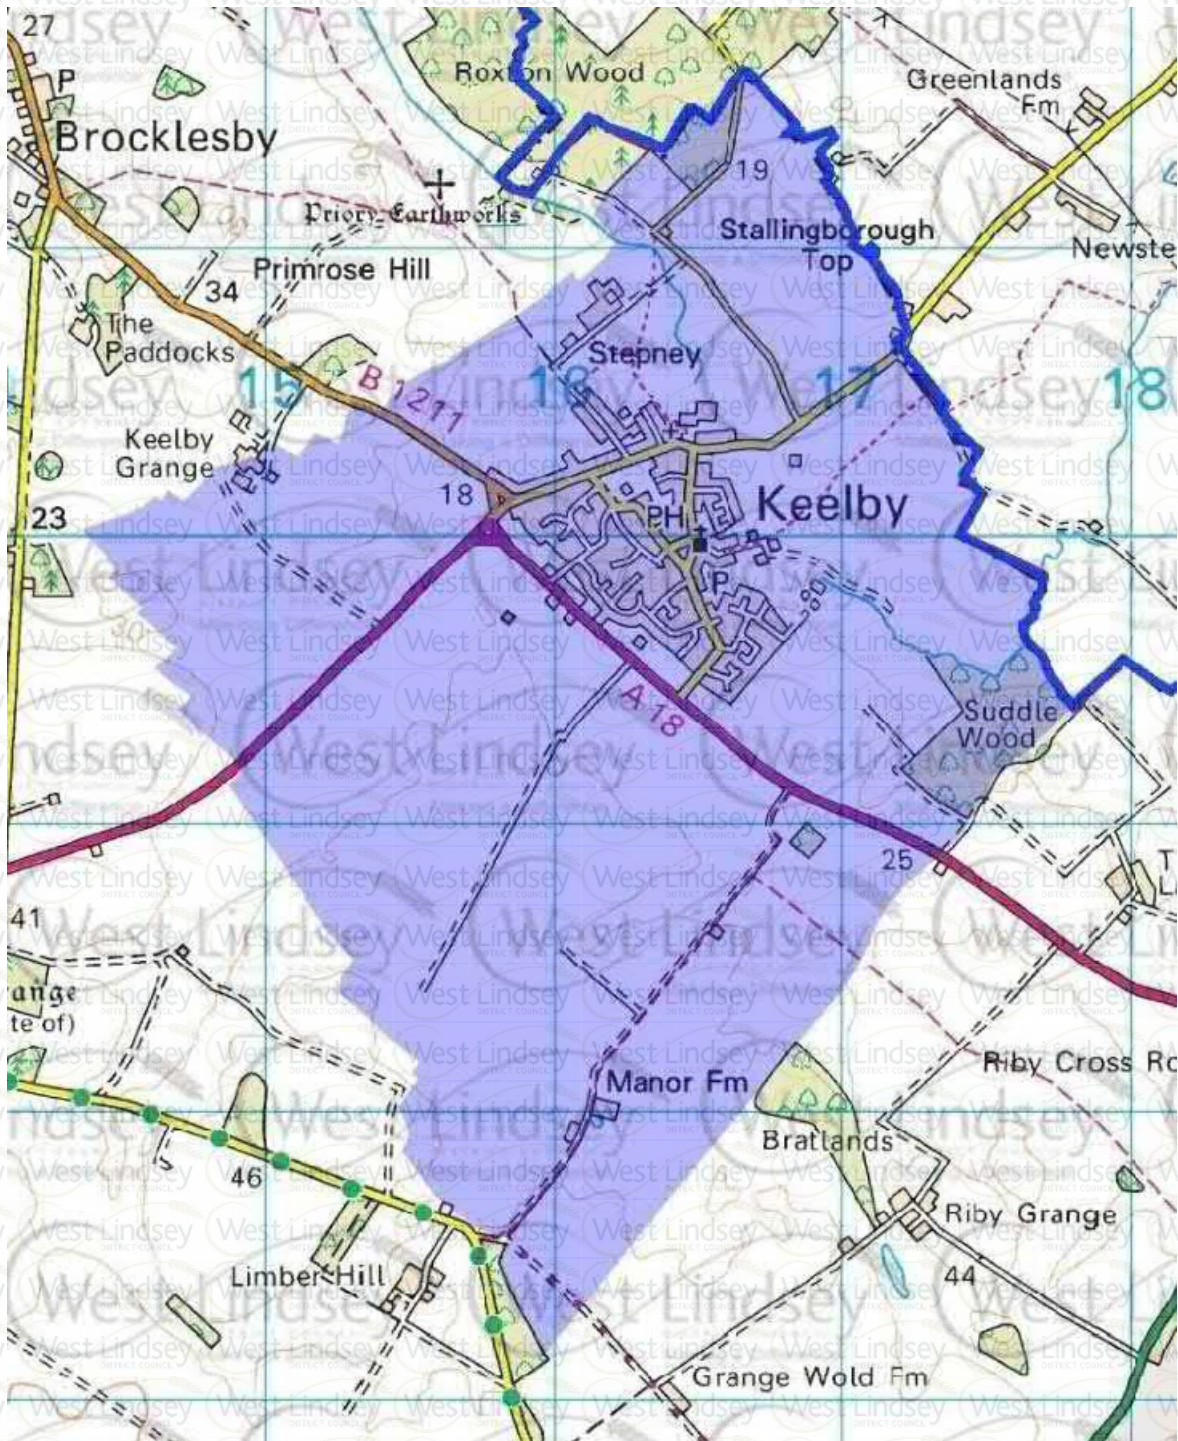 27
P
Brocklesby
Roxton Wood
Greenlands
Fm
19
Priory Earthworks
Stallingborough
Top
Newste
Primrose Hill
34
The
Paddocks
Stepney
15
B 1211
16
17
18
Keelby
Grange
18
23
PH
Keelby
P
A 18
Suddle
Wood
25
T
L
41
ange
te of)
Manor Fm
Riby Cross Ro
Bratlands
46
Riby Grange
Limber Hill
44
Grange Wold Fm
West Lindsey
DISTRICT COUNCIL